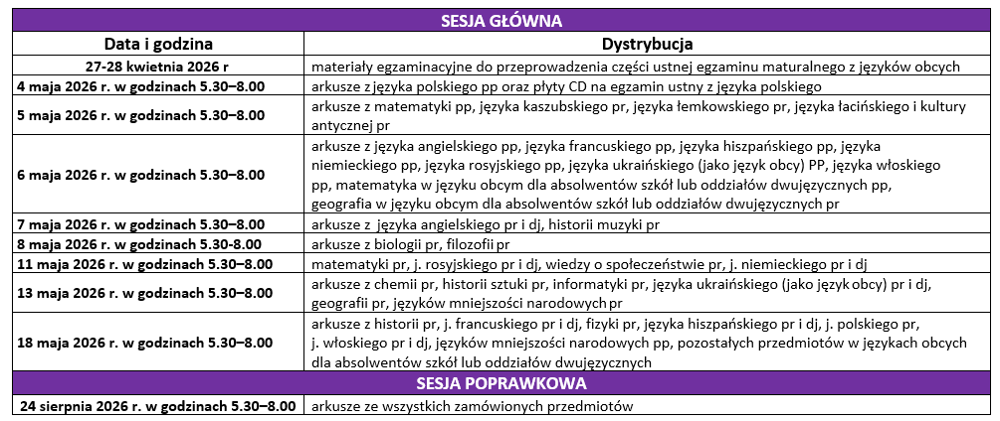 SESJA GŁÓWNA
Data i godzina
Dystrybucja
27-28 kwietnia 2026 r
materiały egzaminacyjne do przeprowadzenia części ustnej egzaminu maturalnego z języków obcych
4 maja 2026 r. w godzinach 5.30–8.00
arkusze z języka polskiego pp oraz płyty CD na egzamin ustny z języka polskiego
5 maja 2026 r. w godzinach 5.30–8.00
arkusze z matematyki pp, języka kaszubskiego pr, języka łemkowskiego pr, języka łacińskiego i kultury
antycznej pr
6 maja 2026 r. w godzinach 5.30–8.00
arkusze z języka angielskiego pp, języka francuskiego pp, języka hiszpańskiego pp, języka
niemieckiego pp, języka rosyjskiego pp, języka ukraińskiego (jako język obcy) PP, języka włoskiego
pp, matematyka w języku obcym dla absolwentów szkół lub oddziałów dwujęzycznych pp,
geografia w języku obcym dla absolwentów szkół lub oddziałów dwujęzycznych pr
7 maja 2026 r. w godzinach 5.30–8.00
arkusze z języka angielskiego pr i dj, historii muzyki pr
8 maja 2026 r. w godzinach 5.30-8.00
arkusze z biologii pr, filozofii pr
11 maja 2026 r. w godzinach 5.30–8.00
matematyki pr, j. rosyjskiego pr i dj, wiedzy o społeczeństwie pr, j. niemieckiego pr i dj
13 maja 2026 r. w godzinach 5.30–8.00
arkusze z chemii pr, historii sztuki pr, informatyki pr, języka ukraińskiego (jako język obcy) pr i dj,
geografii pr, języków mniejszości narodowych pr
18 maja 2026 r. w godzinach 5.30–8.00
arkusze z historii pr, j. francuskiego pr i dj, fizyki pr, języka hiszpańskiego pr i dj, j. polskiego pr,
j. włoskiego pr i dj, języków mniejszości narodowych pp, pozostałych przedmiotów w językach obcych
dla absolwentów szkół lub oddziałów dwujęzycznych
SESJA POPRAWKOWA
24 sierpnia 2026 r. w godzinach 5.30–8.00
arkusze ze wszystkich zamówionych przedmiotów